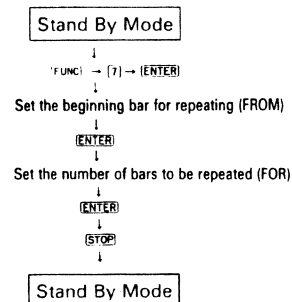 Stand By Mode
↓
[FUNC] → [7] → [ENTER]
↓
Set the beginning bar for repeating (FROM)
↓
[ENTER]
↓
Set the number of bars to be repeated (FOR)
↓
[ENTER]
↓
[STOP]
↓
Stand By Mode